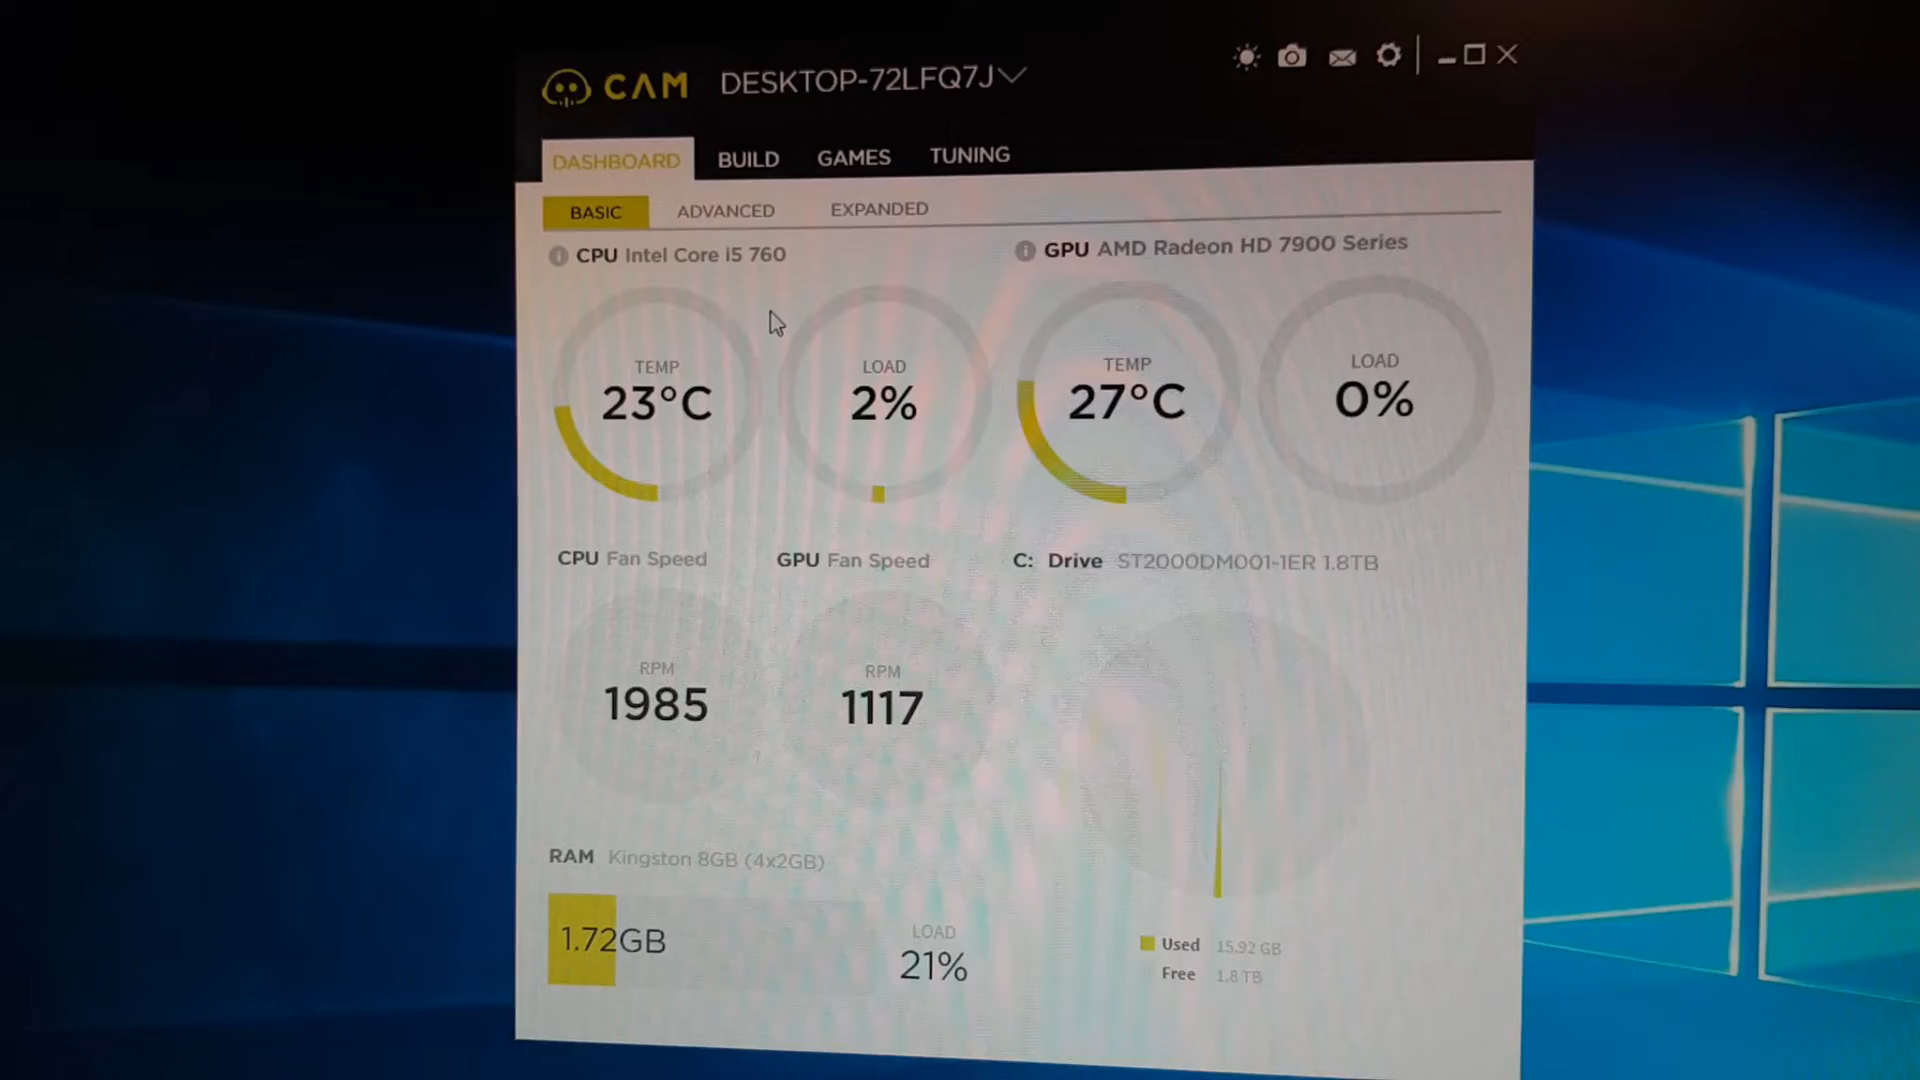 CAM DESKTOP-72LFQ7J
DASHBOARD BUILD GAMES TUNING
BASIC ADVANCED EXPANDED
CPU Intel Core i5 760
GPU AMD Radeon HD 7900 Series
TEMP
23°C
LOAD
2%
TEMP
27°C
LOAD
0%
CPU Fan Speed
GPU Fan Speed
C: Drive ST2000DM001-1ER 1.8TB
RPM
1985
RPM
1117
RAM Kingston 8GB (4x2GB)
1.72GB
LOAD
21%
Used 15.92 GB
Free 1.8 TB